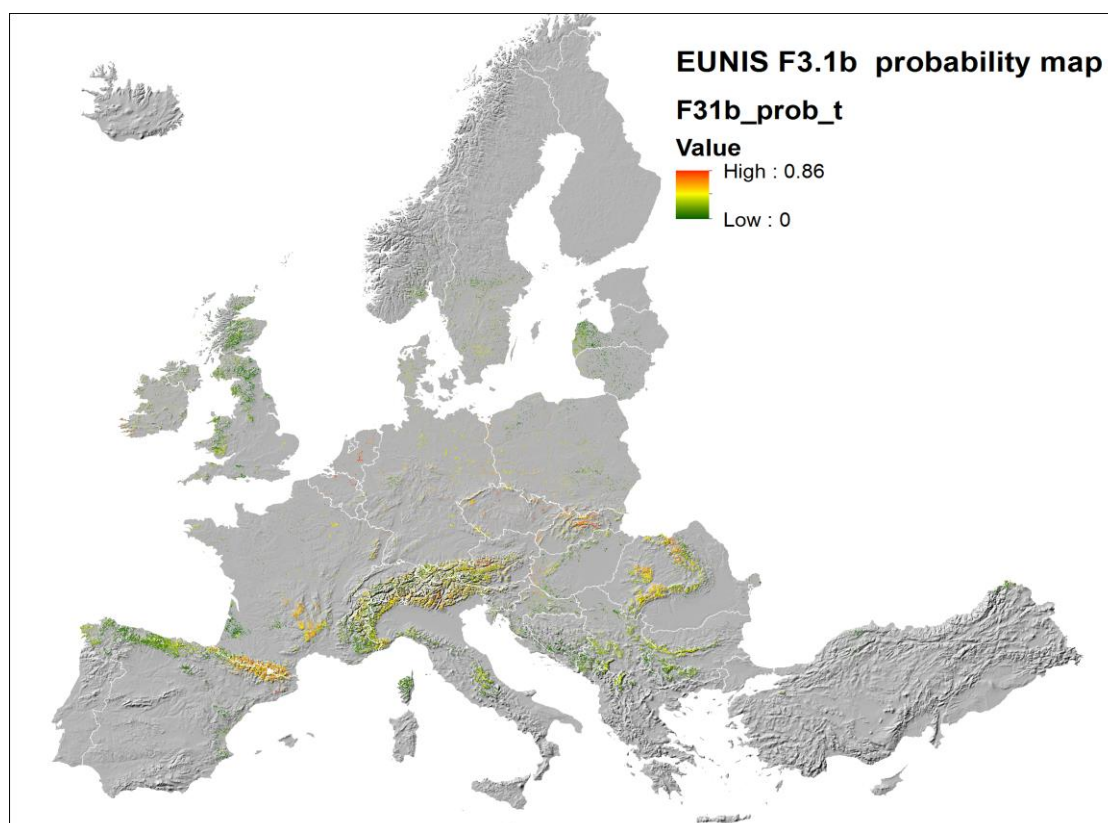 EUNIS F3.1b probability map
F31b_prob_t
Value
High : 0.86
Low : 0